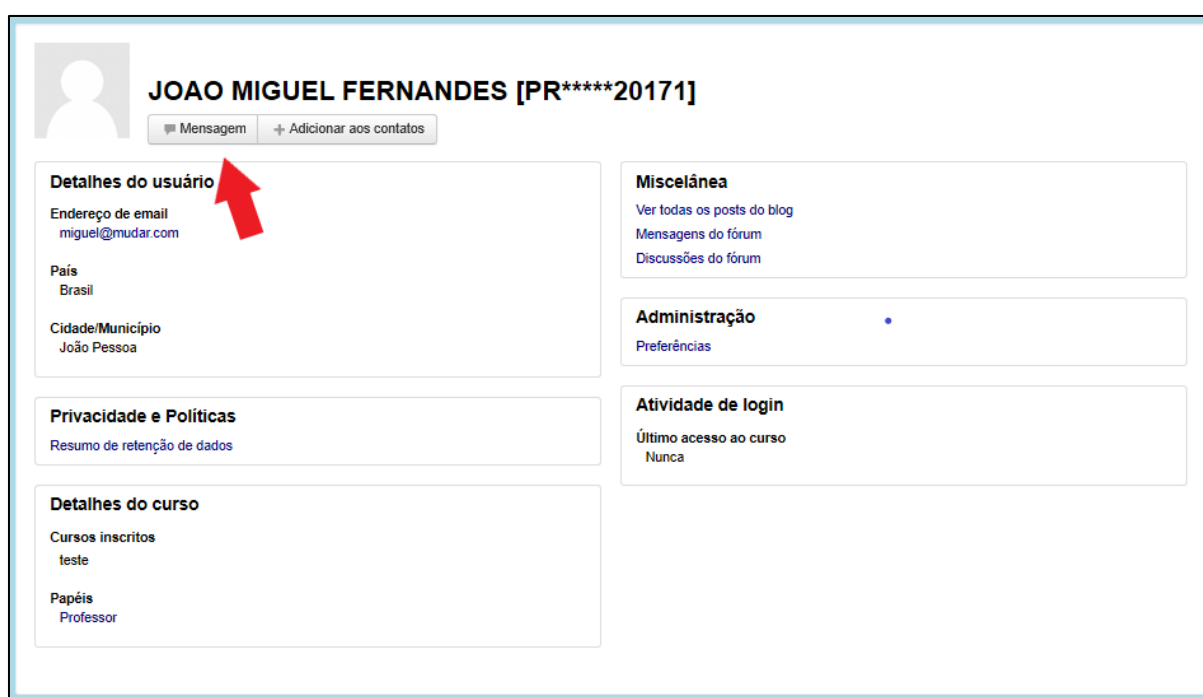 JOAO MIGUEL FERNANDES [PR*****20171]
Mensagem
Adicionar aos contatos
Detalhes do usuário
Endereço de email
miguel@mudar.com
País
Brasil
Cidade/Município
João Pessoa
Privacidade e Políticas
Resumo de retenção de dados
Detalhes do curso
Cursos inscritos
teste
Papéis
Professor
Miscelânea
Ver todas os posts do blog
Mensagens do fórum
Discussões do fórum
Administração
Preferências
Atividade de login
Último acesso ao curso
Nunca